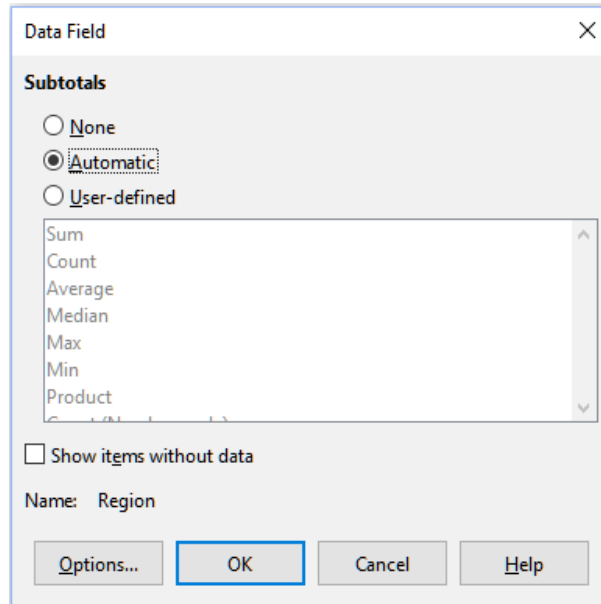 Data Field
Subtotals
None
Automatic
User-defined
Sum
Count
Average
Median
Max
Min
Product
Show items without data
Name: Region
Options... OK Cancel Help